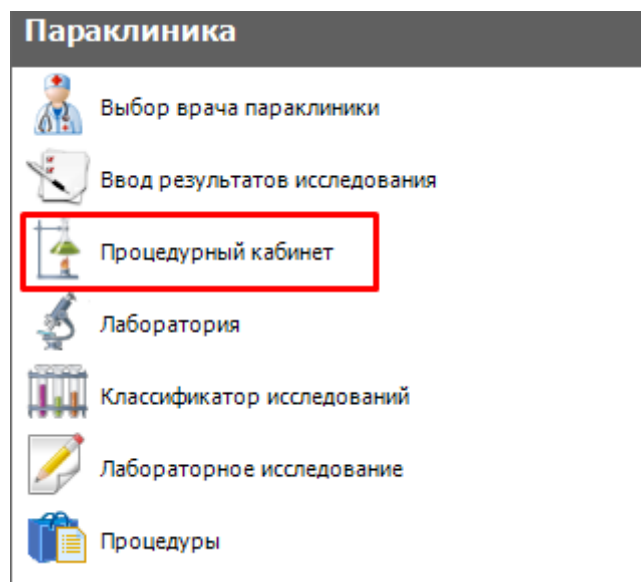 Параклиника
Выбор врача параклиники
Ввод результатов исследования
Процедурный кабинет
Лаборатория
Классификатор исследований
Лабораторное исследование
Процедуры